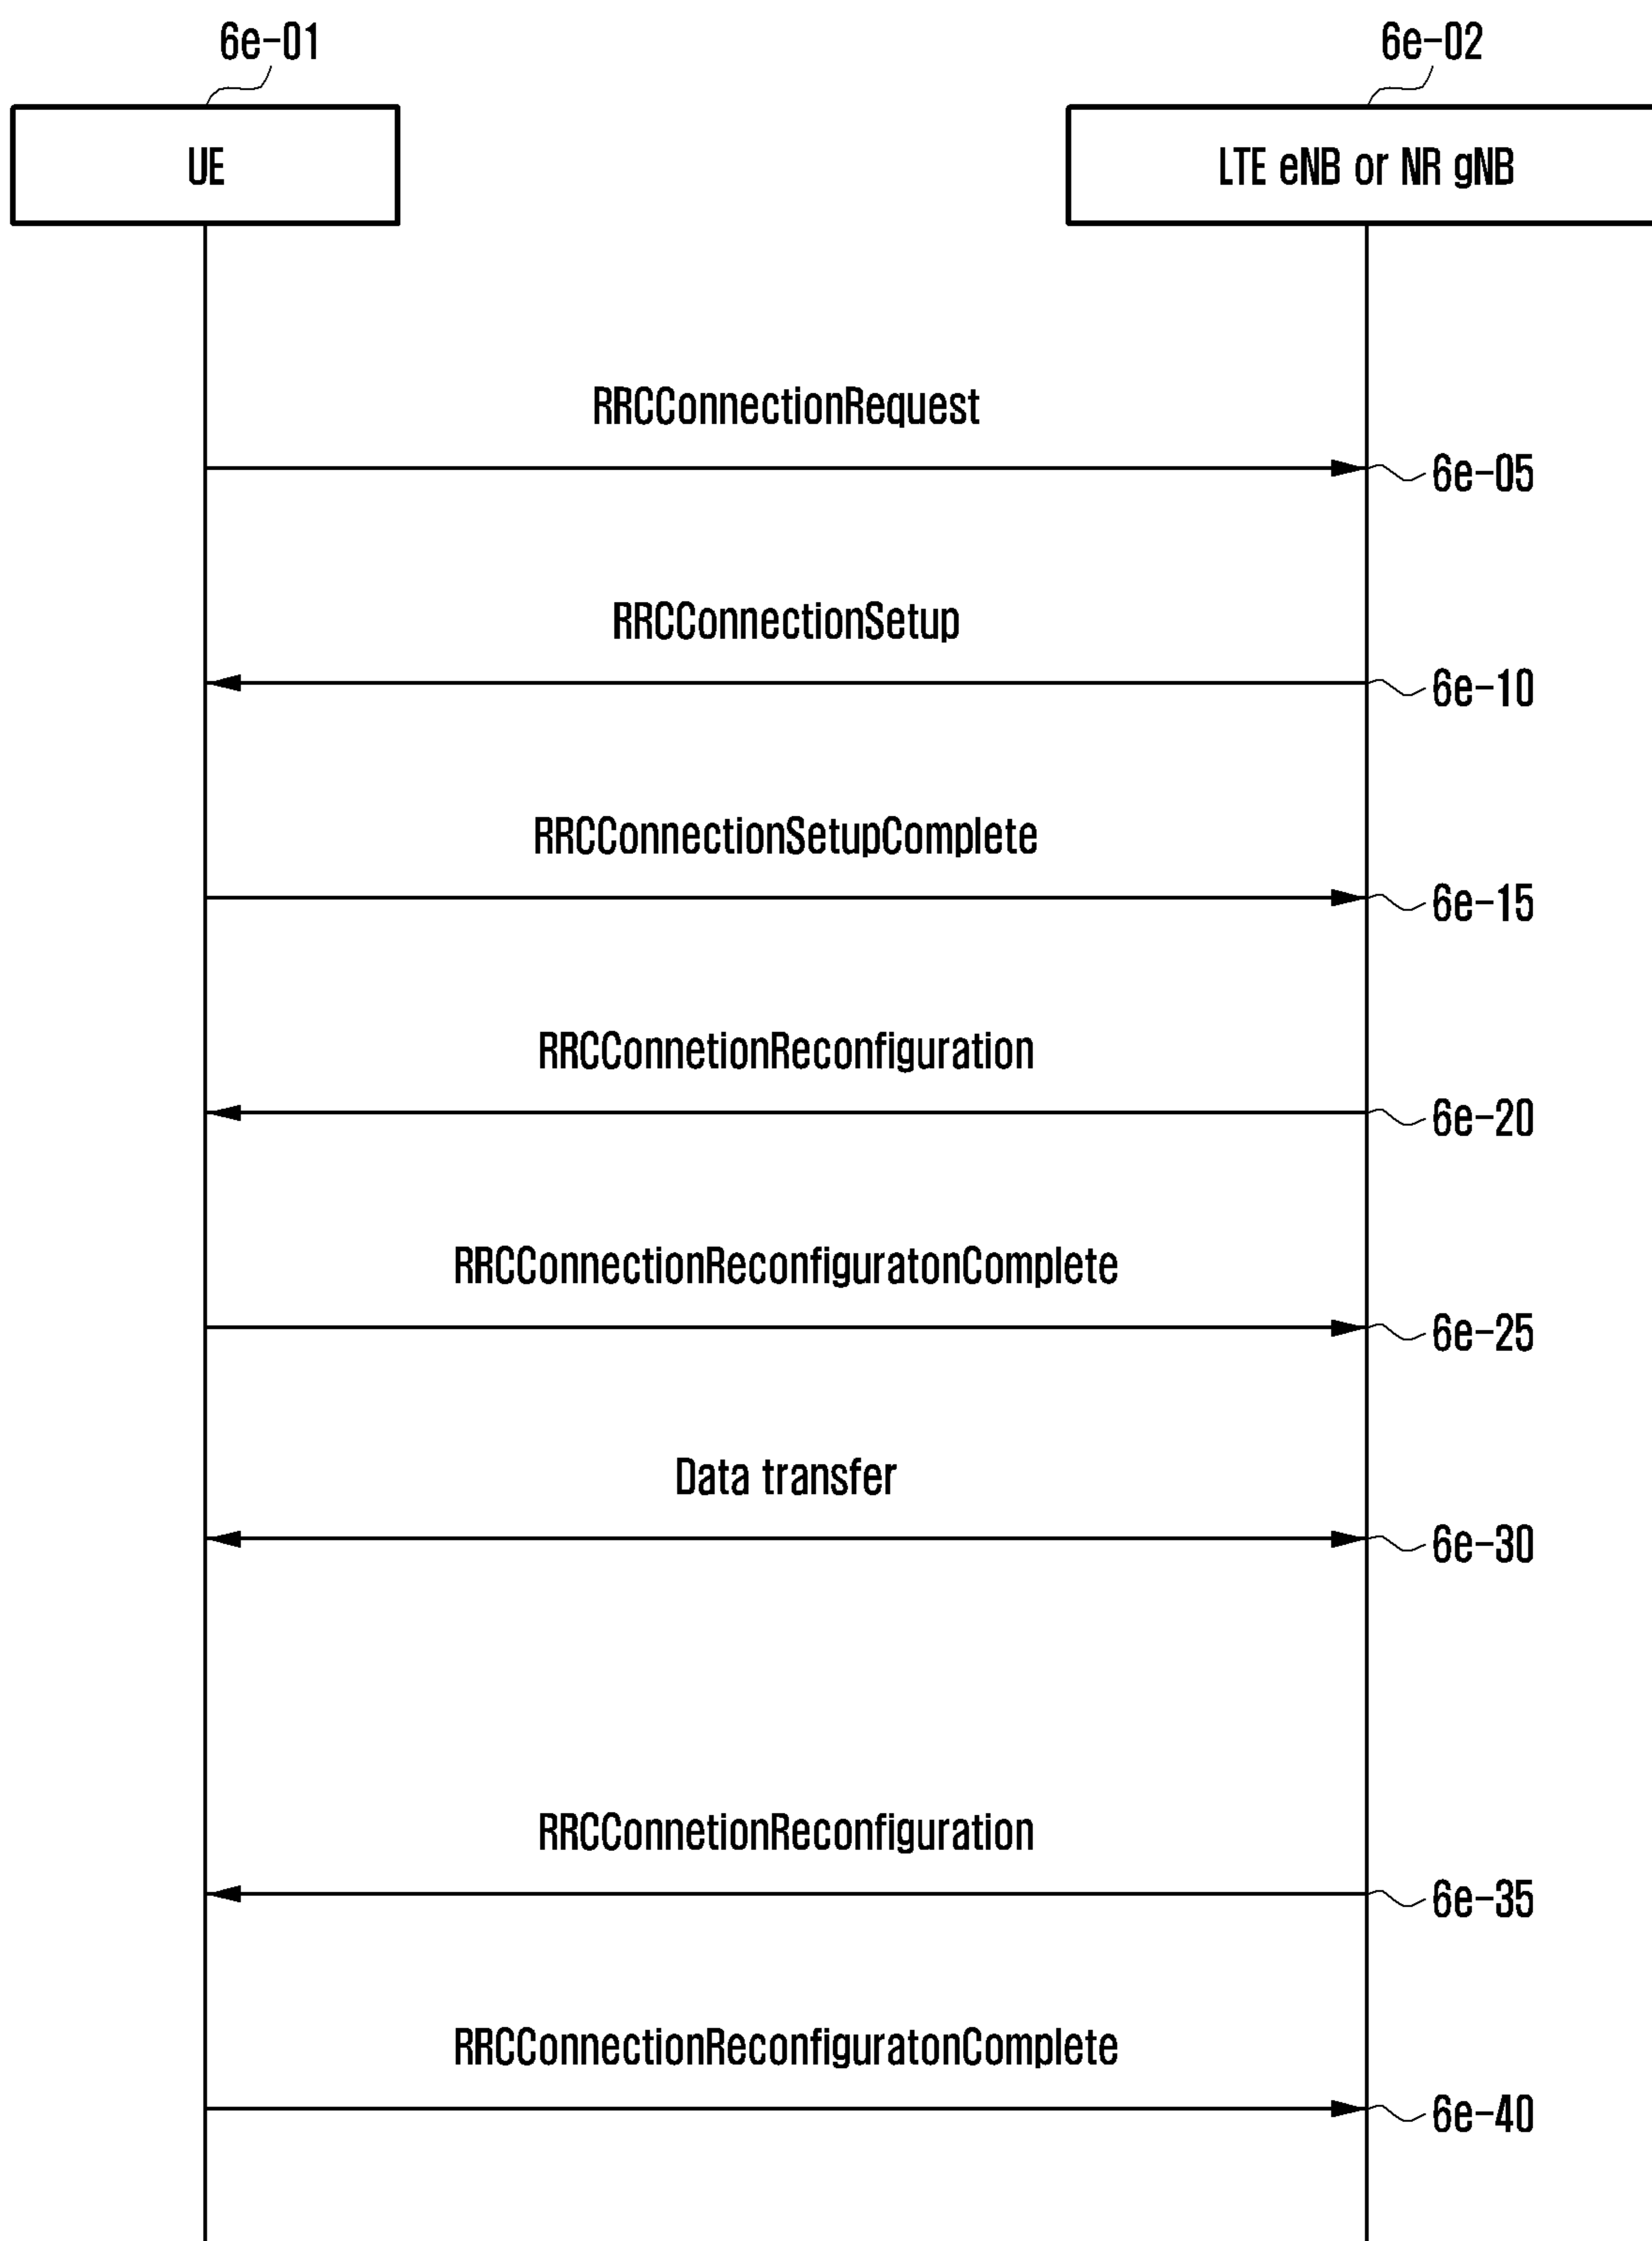 6e-01
6e-02
UE
LTE eNB or NR gNB
RRCConnectionRequest
6e-05
RRCConnectionSetup
6e-10
RRCConnectionSetupComplete
6e-15
RRCConnetionReconfiguration
6e-20
RRCConnectionReconfiguratonComplete
6e-25
Data transfer
6e-30
RRCConnetionReconfiguration
6e-35
RRCConnectionReconfiguratonComplete
6e-40